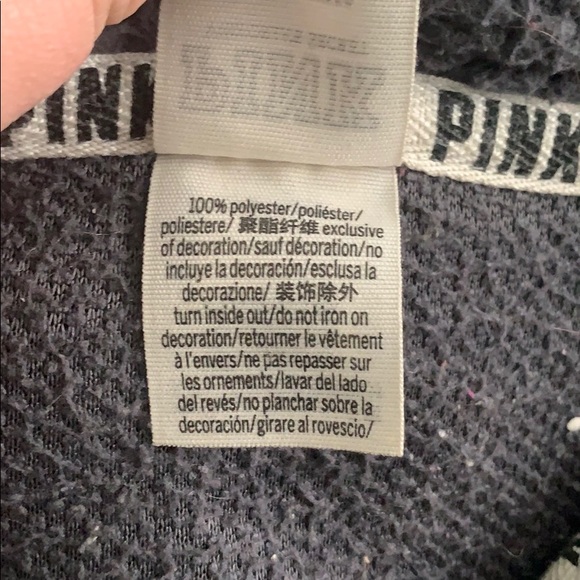 PINK
PINK
100% polyester/poliéster/
poliestere/ 聚酯纤维 exclusive
of decoration/sauf décoration/no
incluye la decoración/esclusa la
decorazione/ 装饰除外
turn inside out/do not iron on
decoration/retourner le vêtement
à l'envers/ne pas repasser sur
les ornements/lavar del lado
del revés/no planchar sobre la
decoración/girare al rovescio/